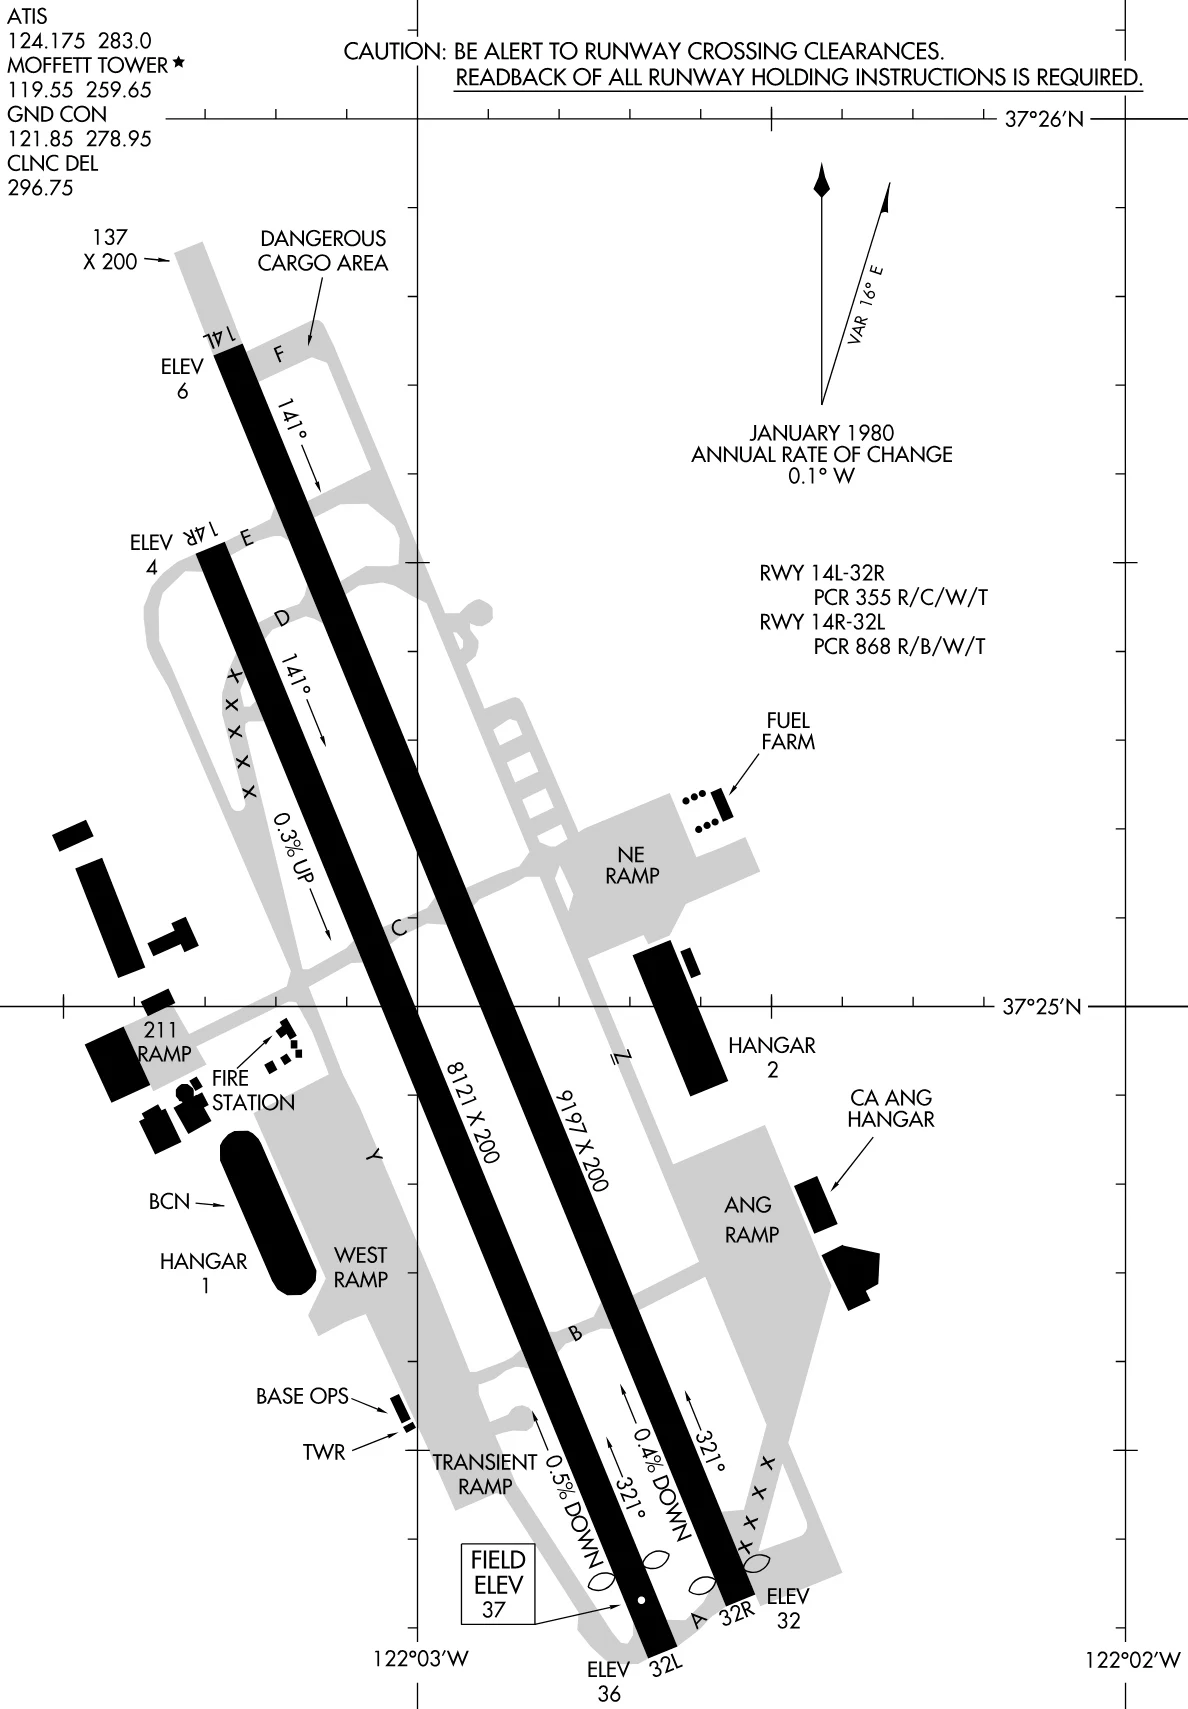 ATIS
124.175 283.0
MOFFETT TOWER ★
119.55 259.65
GND CON
121.85 278.95
CLNC DEL
296.75
CAUTION: BE ALERT TO RUNWAY CROSSING CLEARANCES.
READBACK OF ALL RUNWAY HOLDING INSTRUCTIONS IS REQUIRED.
37°26'N
137
X 200
DANGEROUS
CARGO AREA
VAR 16° E
JANUARY 1980
ANNUAL RATE OF CHANGE
0.1° W
14L
ELEV
6
F
141°
14R
ELEV
4
E
D
141°
RWY 14L-32R
PCR 355 R/C/W/T
RWY 14R-32L
PCR 868 R/B/W/T
X
X
X
X
X
FUEL
FARM
0.3% UP
NE
RAMP
C
37°25'N
211
RAMP
FIRE
STATION
Z
HANGAR
2
8121 X 200
9197 X 200
CA ANG
HANGAR
Y
BCN
HANGAR
1
WEST
RAMP
ANG
RAMP
B
BASE OPS
TWR
TRANSIENT
RAMP
0.5% DOWN
321°
0.4% DOWN
321°
X
X
X
X
FIELD
ELEV
37
A
32R
ELEV
32
32L
ELEV
36
122°03'W
122°02'W